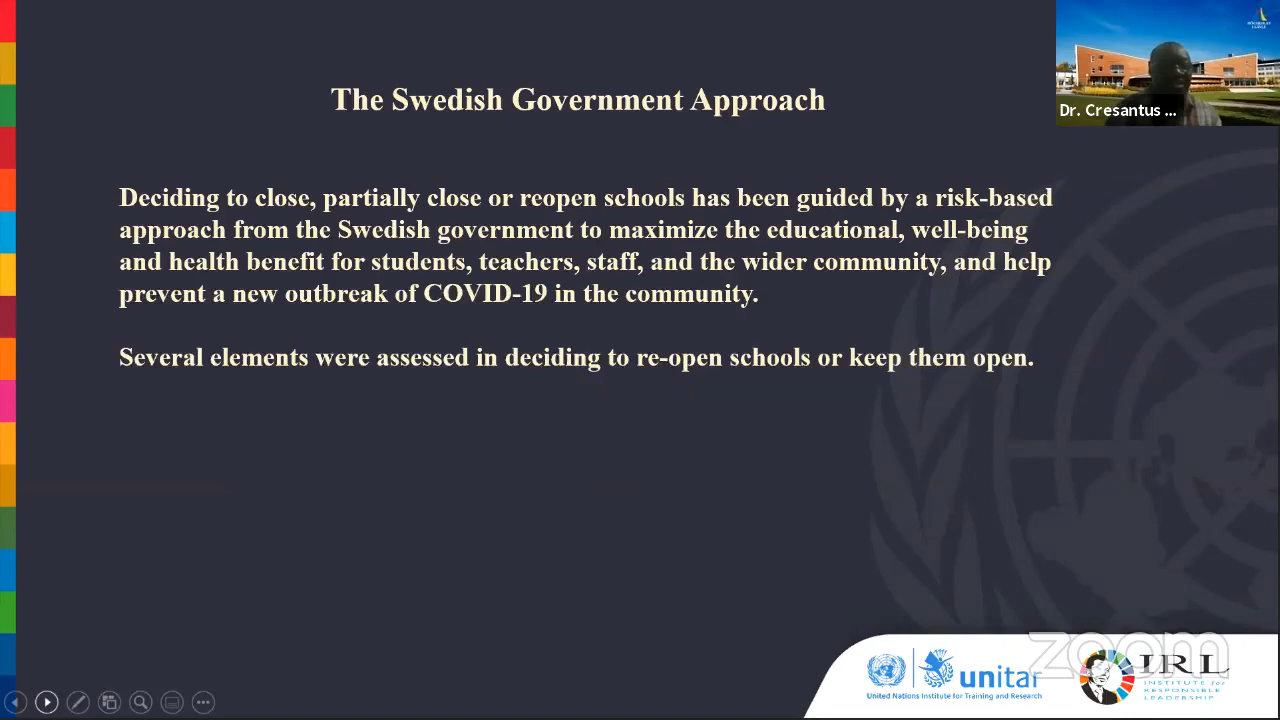 The Swedish Government Approach
Dr. Cresantus ...
Deciding to close, partially close or reopen schools has been guided by a risk-based
approach from the Swedish government to maximize the educational, well-being
and health benefit for students, teachers, staff, and the wider community, and help
prevent a new outbreak of COVID-19 in the community.
Several elements were assessed in deciding to re-open schools or keep them open.
zoom
unitar
United Nations Institute for Training and Research
IRL
INSTITUTE for
RESPONSIBLE
LEADERSHIP